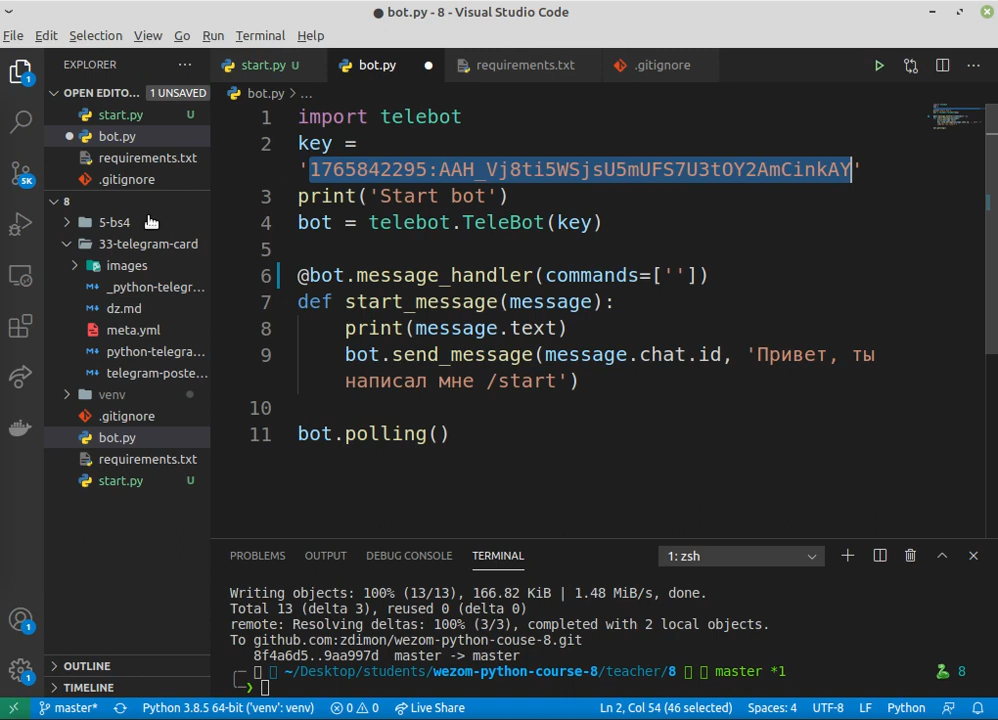 bot.py - 8 - Visual Studio Code
File Edit Selection View Go Run Terminal Help
EXPLORER
start.py U
bot.py
requirements.txt
.gitignore
OPEN EDITO... 1 UNSAVED
start.py U
bot.py
requirements.txt
.gitignore
8
5-bs4
33-telegram-card
images
_python-telegr...
dz.md
meta.yml
python-telegra...
telegram-poste...
venv
.gitignore
bot.py
requirements.txt
start.py U
OUTLINE
TIMELINE
bot.py > ...
1 import telebot
2 key =
'1765842295:AAH_Vj8ti5WSjsU5mUFS7U3tOY2AmCinkAY'
3 print('Start bot')
4 bot = telebot.TeleBot(key)
5
6 @bot.message_handler(commands=[''])
7 def start_message(message):
8 print(message.text)
9 bot.send_message(message.chat.id, 'Привет, ты
написал мне /start')
10
11 bot.polling()
PROBLEMS OUTPUT DEBUG CONSOLE TERMINAL 1: zsh
Writing objects: 100% (13/13), 166.82 KiB | 1.48 MiB/s, done.
Total 13 (delta 3), reused 0 (delta 0)
remote: Resolving deltas: 100% (3/3), completed with 2 local objects.
To github.com:zdimon/wezom-python-couse-8.git
8f4a6d5..9aa997d master -> master
~/Desktop/students/wezom-python-course-8/teacher/8 master *1 8
1
5K
1
1
master* Python 3.8.5 64-bit ('venv': venv) 0 0 Live Share Ln 2, Col 54 (46 selected) Spaces: 4 UTF-8 LF Python